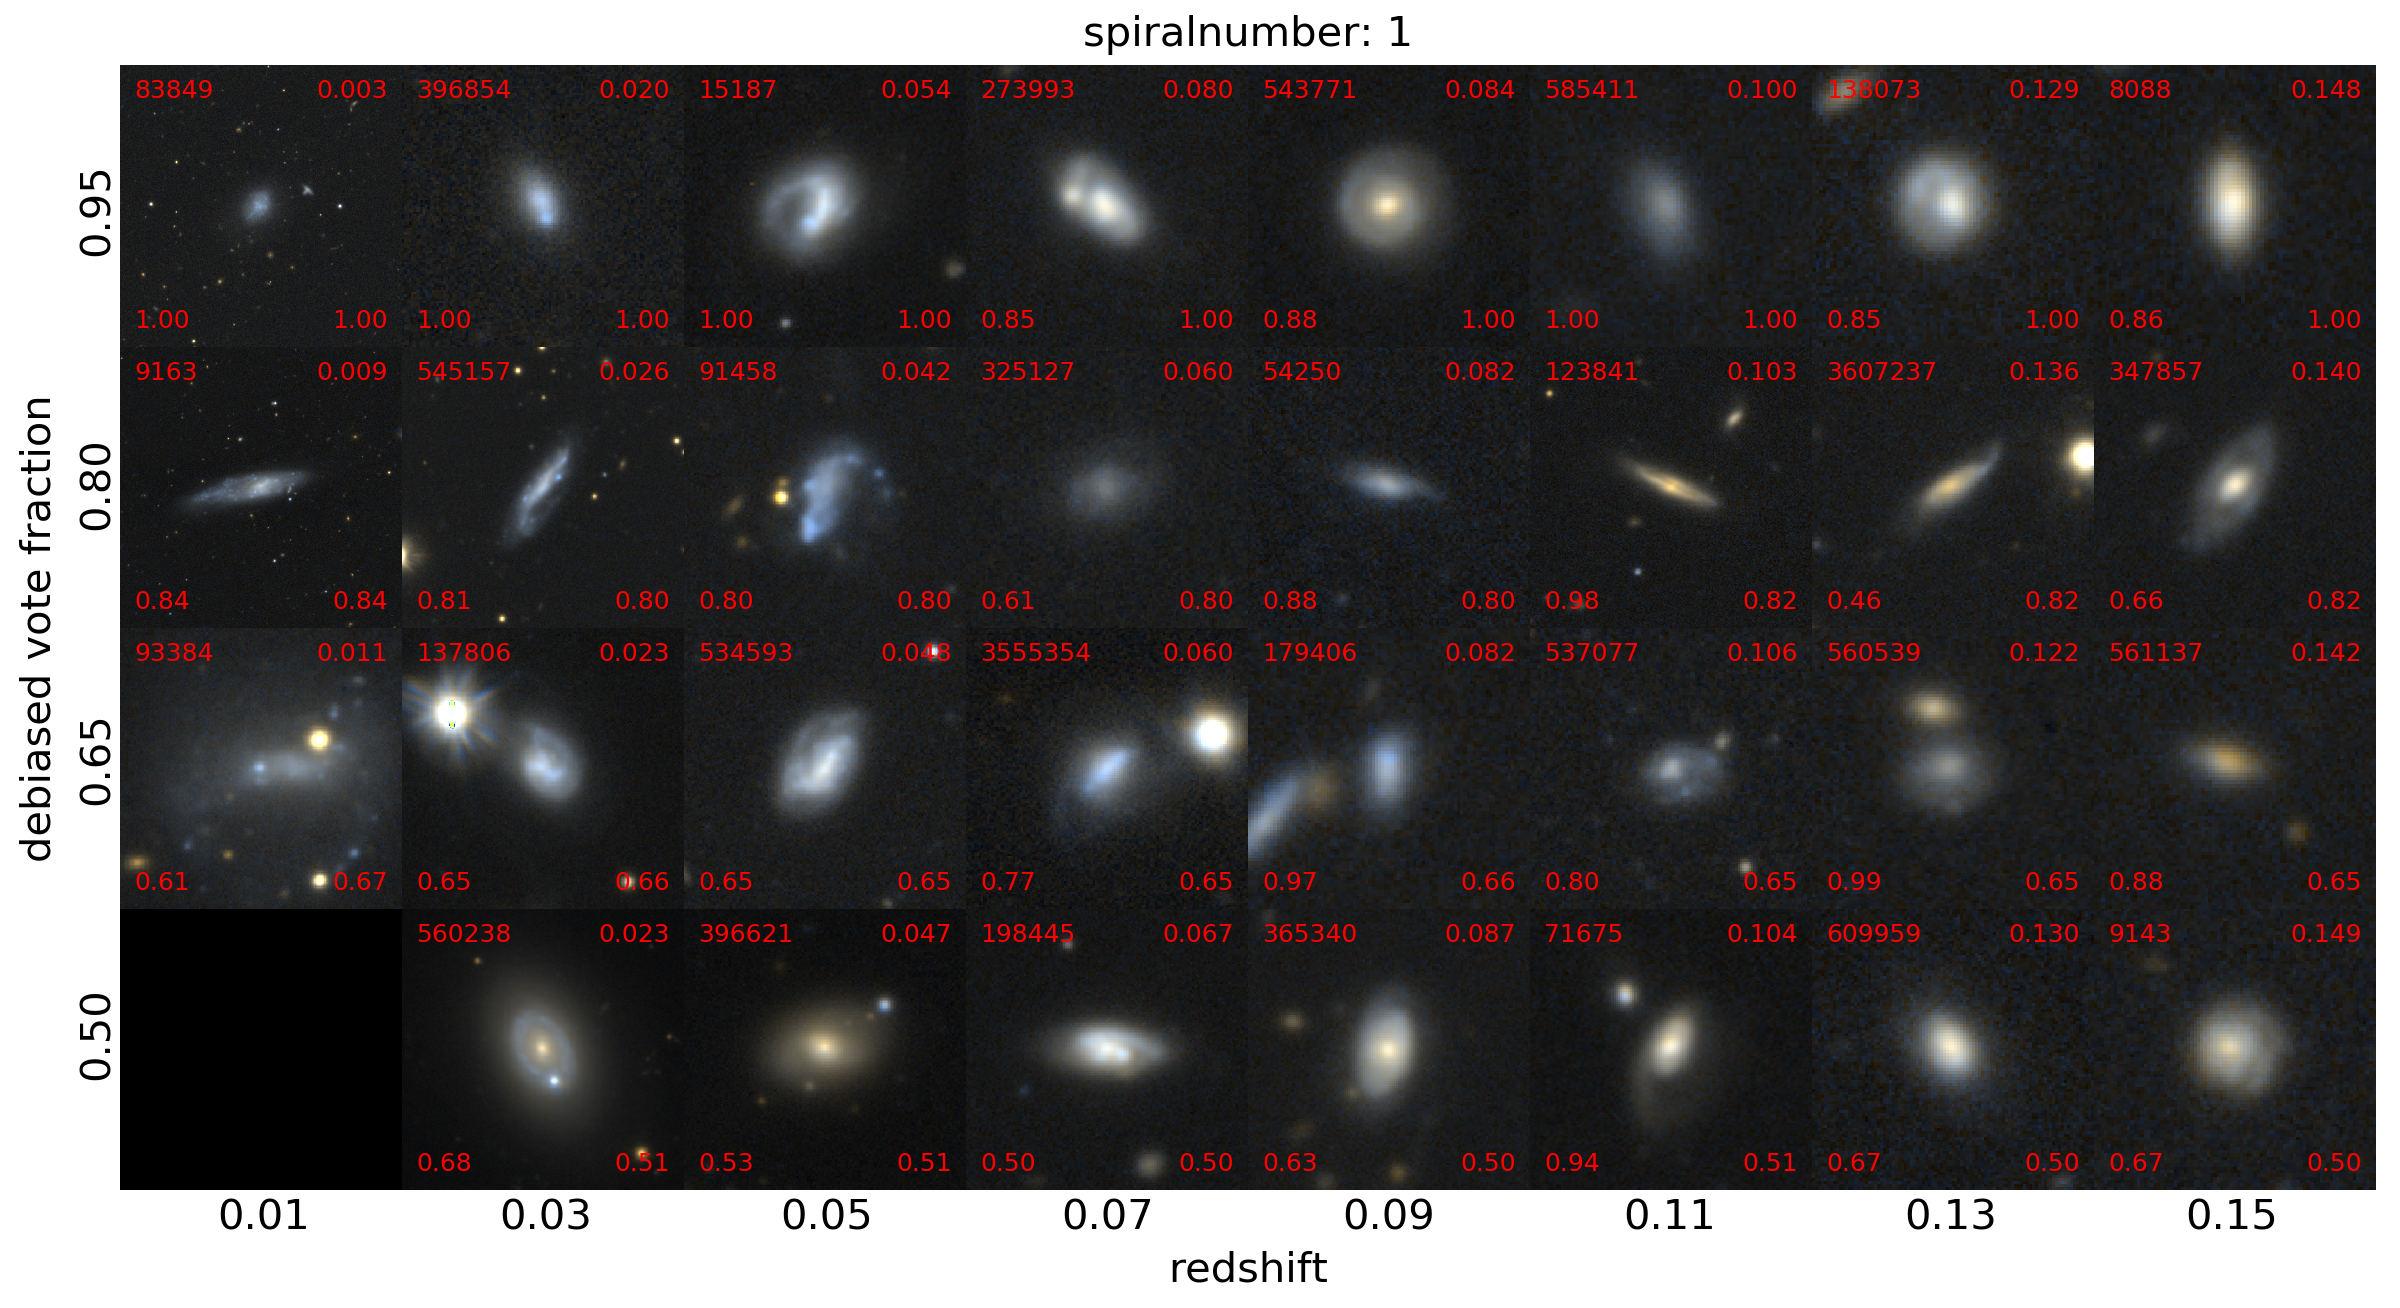 spiralnumber: 1
83849 0.003 396854 0.020 15187 0.054 273993 0.080 543771 0.084 585411 0.100 138073 0.129 8088 0.148
0.95
1.00 1.00 1.00 1.00 1.00 1.00 0.85 1.00 0.88 1.00 1.00 1.00 0.85 1.00 0.86 1.00
9163 0.009 545157 0.026 91458 0.042 325127 0.060 54250 0.082 123841 0.103 3607237 0.136 347857 0.140
0.80
0.84 0.84 0.81 0.80 0.80 0.80 0.61 0.80 0.88 0.80 0.98 0.82 0.46 0.82 0.66 0.82
debiased vote fraction
93384 0.011 137806 0.023 534593 0.048 3555354 0.060 179406 0.082 537077 0.106 560539 0.122 561137 0.142
0.65
0.61 0.67 0.65 0.66 0.65 0.65 0.77 0.65 0.97 0.66 0.80 0.65 0.99 0.65 0.88 0.65
560238 0.023 396621 0.047 198445 0.067 365340 0.087 71675 0.104 609959 0.130 9143 0.149
0.50
0.68 0.51 0.53 0.51 0.50 0.50 0.63 0.50 0.94 0.51 0.67 0.50 0.67 0.50
0.01 0.03 0.05 0.07 0.09 0.11 0.13 0.15
redshift